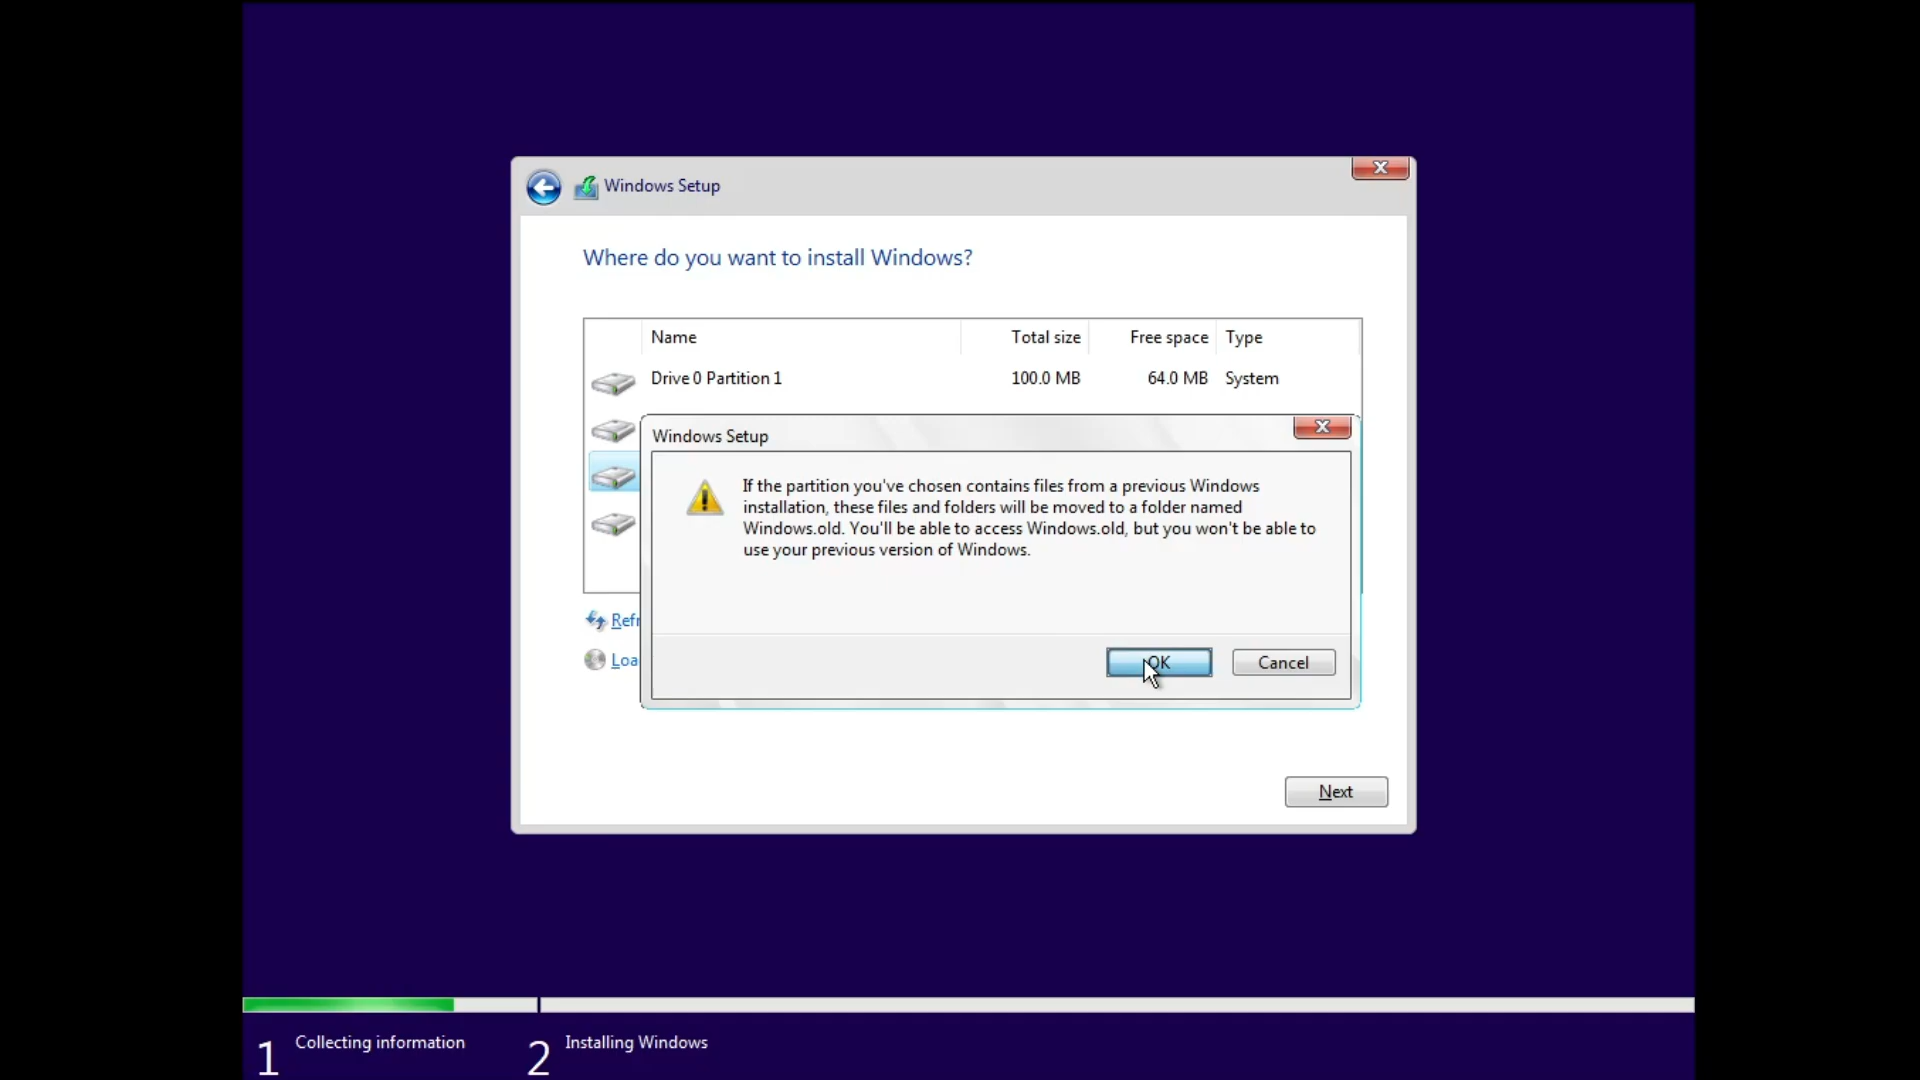 Windows Setup
Where do you want to install Windows?
Name Total size Free space Type
Drive 0 Partition 1 100.0 MB 64.0 MB System
Windows Setup
If the partition you've chosen contains files from a previous Windows
installation, these files and folders will be moved to a folder named
Windows.old. You'll be able to access Windows.old, but you won't be able to
use your previous version of Windows.
Refr
Loa
OK Cancel
Next
1 Collecting information 2 Installing Windows